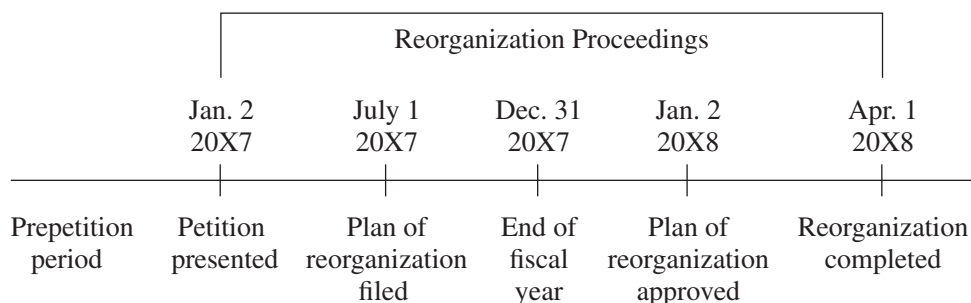 Reorganization Proceedings
Jan. 2
20X7
July 1
20X7
Dec. 31
20X7
Jan. 2
20X8
Apr. 1
20X8
Prepetition
period
Petition
presented
Plan of
reorganization
filed
End of
fiscal
year
Plan of
reorganization
approved
Reorganization
completed